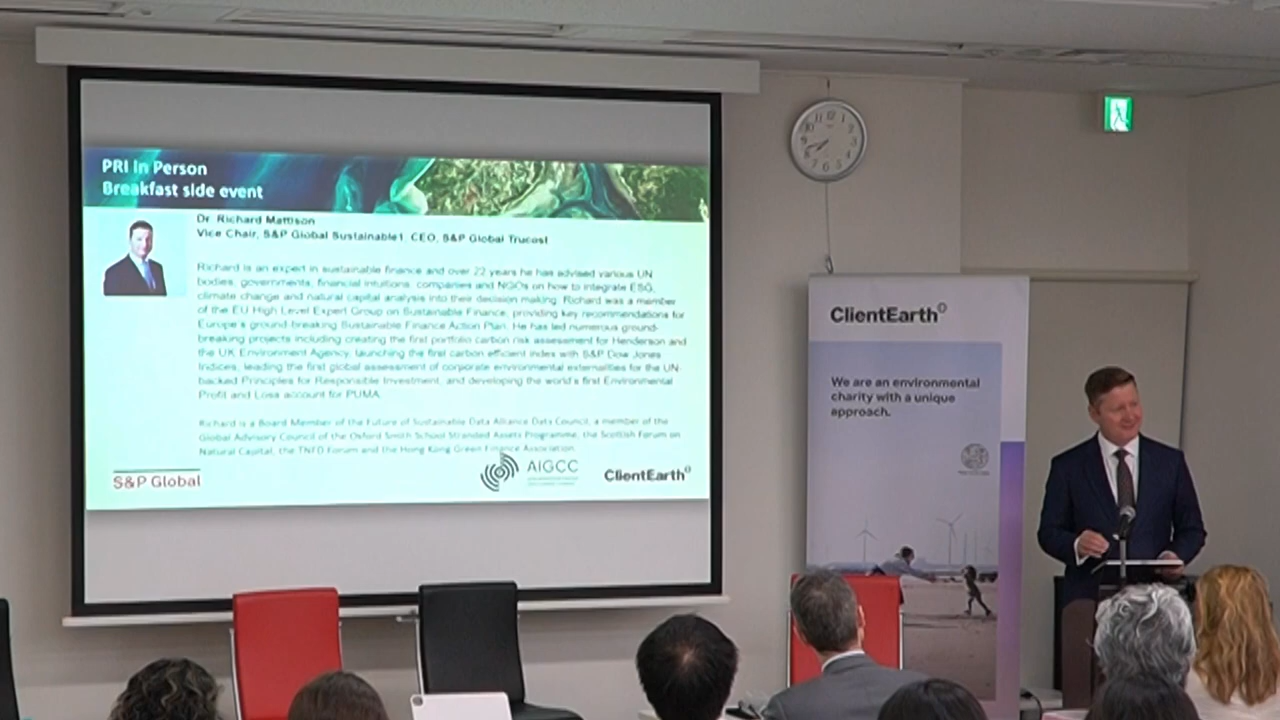 PRI in Person
Breakfast side event
Dr. Richard Mattison
Vice Chair, S&P Global Sustainable1 CEO, S&P Global Trucost
Richard is an expert in sustainable finance and over 22 years he has advised various UN
bodies, governments, financial intuitions, companies and NGOs on how to integrate ESG,
climate change and natural capital analysis into their decision making. Richard was a member
of the EU High Level Expert Group on Sustainable Finance, providing key recommendations for
Europe's ground-breaking Sustainable Finance Action Plan. He has led numerous ground-
breaking projects including creating the first portfolio carbon risk assessment for Henderson and
the UK Environment Agency, launching the first carbon efficient index with S&P Dow Jones
Indices, leading the first global assessment of corporate environmental externalities for the UN-
backed Principles for Responsible Investment, and developing the world's first Environmental
Profit and Loss account for PUMA.
Richard is a Board Member of the Future of Sustainable Data Alliance Data Council, a member of the
Global Advisory Council of the Oxford Smith School Stranded Assets Programme, the Scottish Forum on
Natural Capital, the TNFD Forum and the Hong Kong Green Finance Association.
S&P Global
AIGCC
ClientEarth
ClientEarth
We are an environmental
charity with a unique
approach.